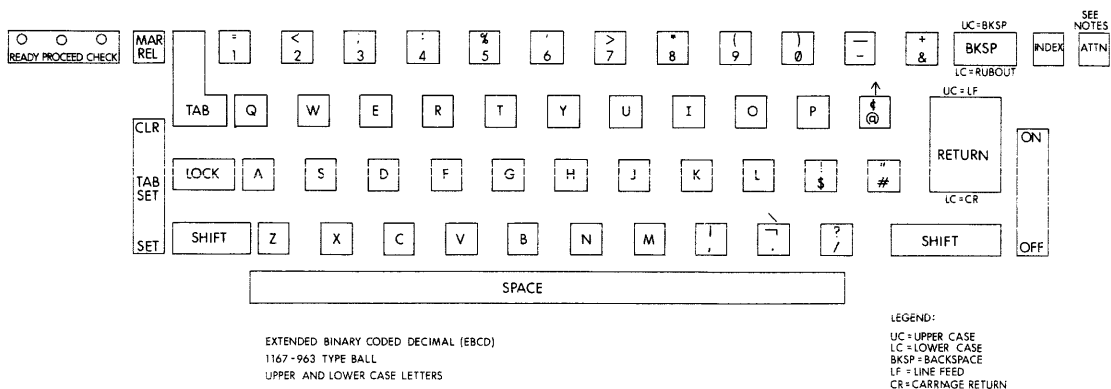 SEE
NOTES
UC=BKSP
READY PROCEED CHECK
MAR
REL
= 1
< 2
; 3
: 4
% 5
' 6
> 7
* 8
( 9
) 0
— -
+ &
BKSP
INDEX
ATTN
LC=RUBOUT
UC=LF
TAB
Q W E R T Y U I O P
↑
¢ @
CLR
TAB
SET
SET
LOCK
A S D F G H J K L
! $
" #
RETURN
LC=CR
ON
OFF
SHIFT
Z X C V B N M
| ,
\
¬ .
? /
SHIFT
SPACE
EXTENDED BINARY CODED DECIMAL (EBCD)
1167-963 TYPE BALL
UPPER AND LOWER CASE LETTERS
LEGEND:
UC=UPPER CASE
LC=LOWER CASE
BKSP=BACKSPACE
LF=LINE FEED
CR=CARRIAGE RETURN